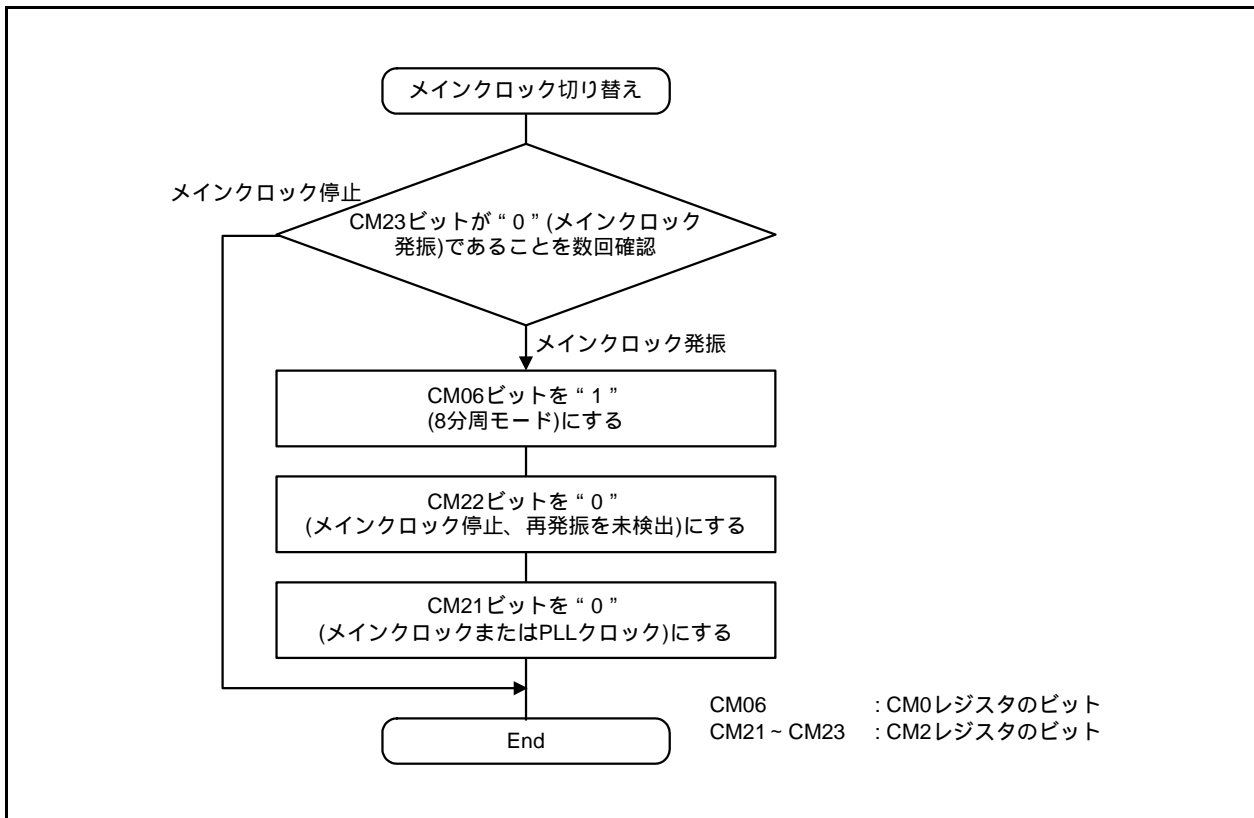 メインクロック切り替え
メインクロック停止
CM23ビットが “ 0 ” (メインクロック
発振)であることを数回確認
メインクロック発振
CM06ビットを “ 1 ”
(8分周モード)にする
CM22ビットを “ 0 ”
(メインクロック停止、再発振を未検出)にする
CM21ビットを “ 0 ”
(メインクロックまたはPLLクロック)にする
End
CM06 : CM0レジスタのビット
CM21 ~ CM23 : CM2レジスタのビット